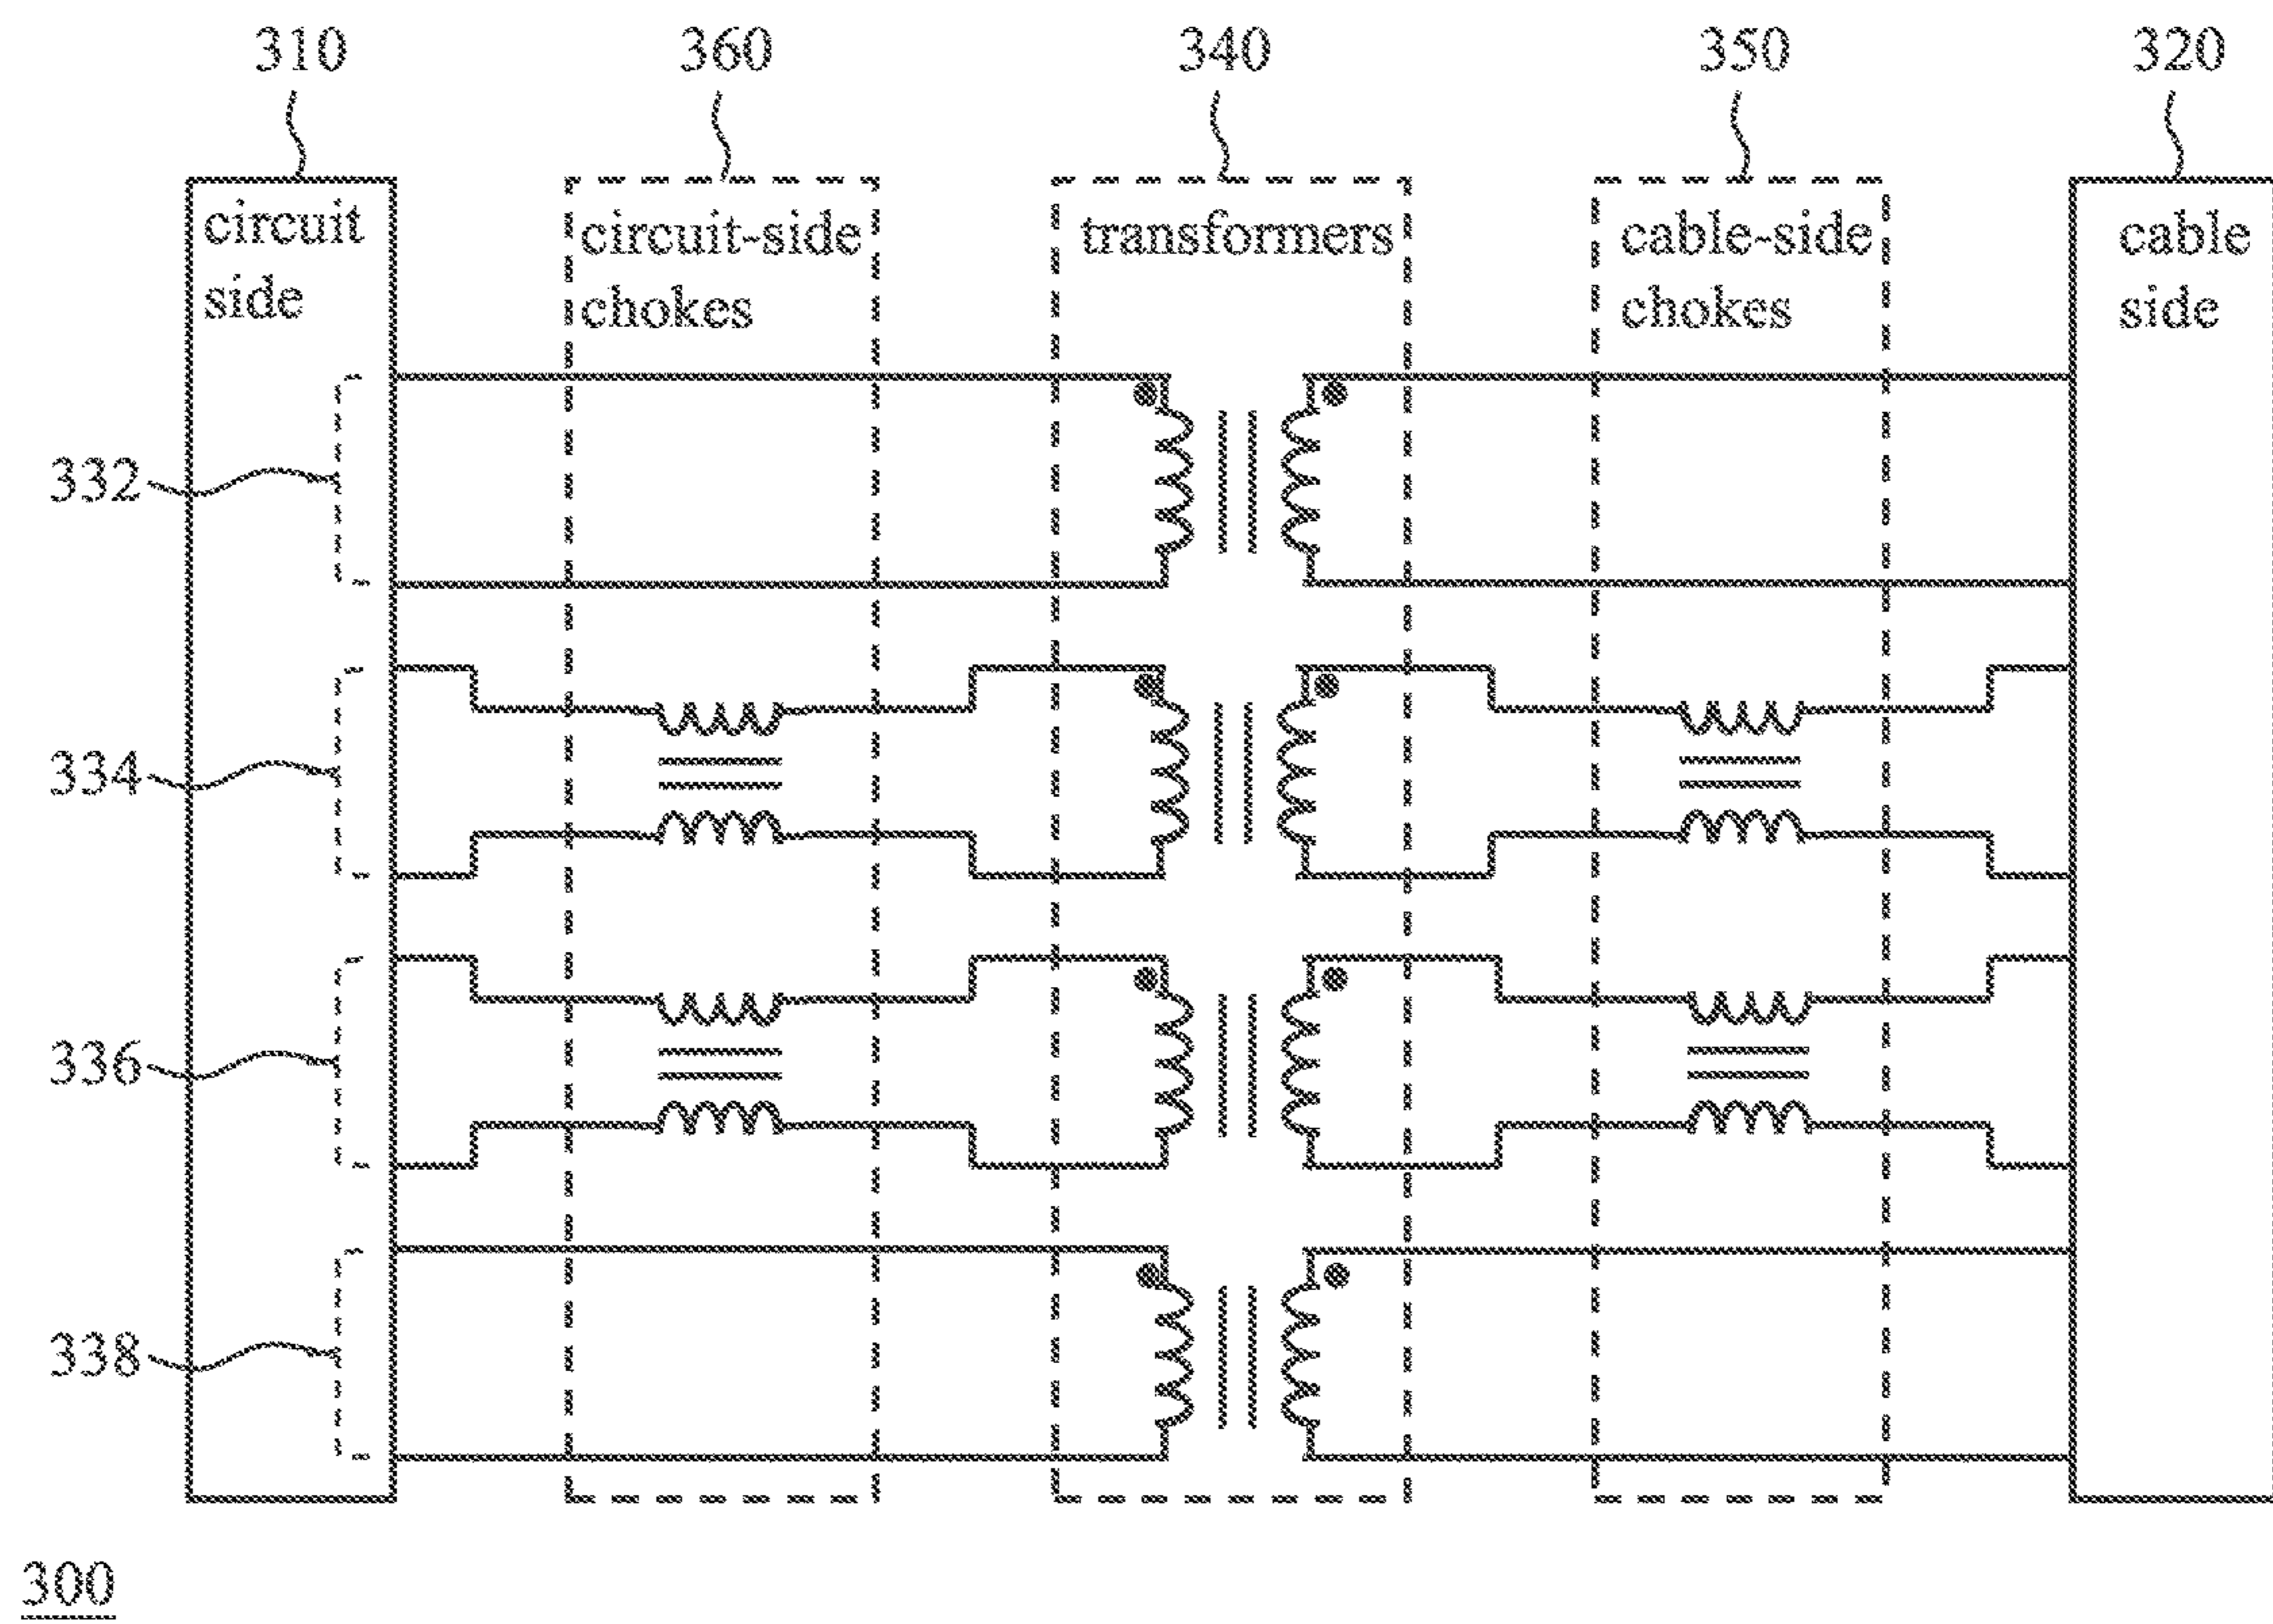 310
360
340
350
320
circuit
side
circuit-side
chokes
transformers
cable-side
chokes
cable
side
332
334
336
338
300